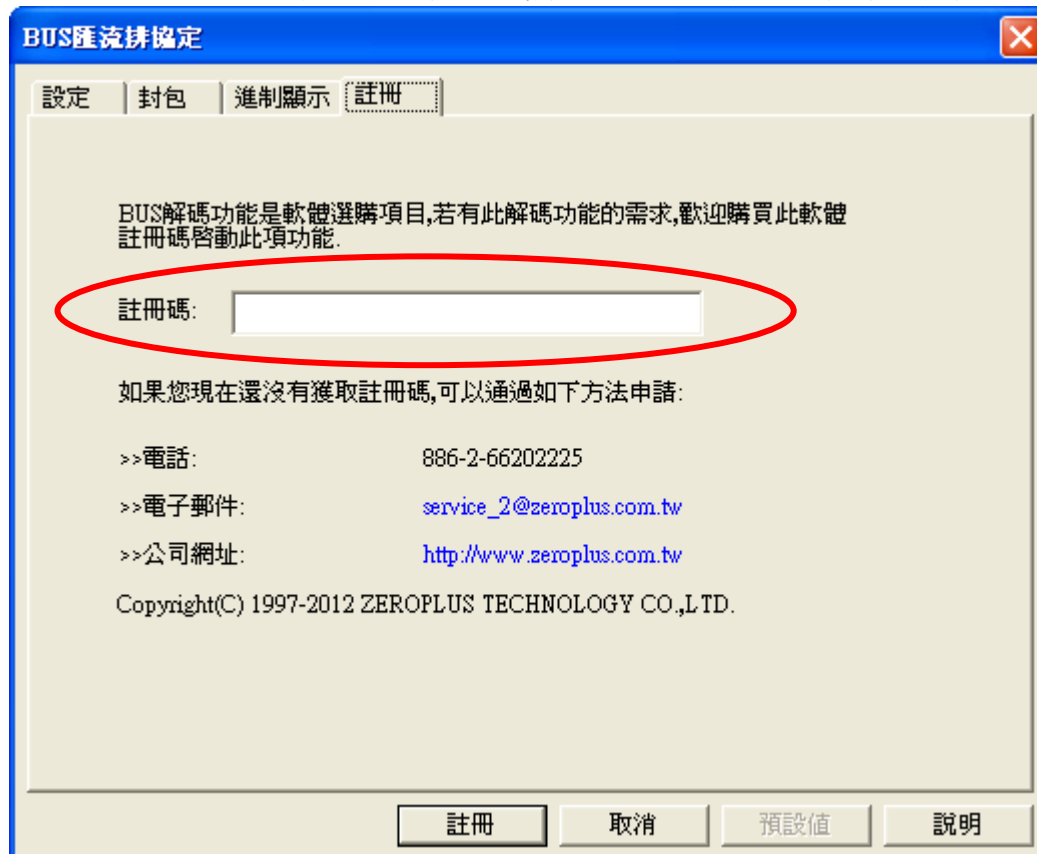 BUS匯流排協定
設定 封包 進制顯示 註冊
BUS解碼功能是軟體選購項目,若有此解碼功能的需求,歡迎購買此軟體
註冊碼啓動此項功能.
註冊碼:
如果您現在還沒有獲取註冊碼,可以通過如下方法申請:
>>電話: 886-2-66202225
>>電子郵件: service_2@zeroplus.com.tw
>>公司網址: http://www.zeroplus.com.tw
Copyright(C) 1997-2012 ZEROPLUS TECHNOLOGY CO.,LTD.
註冊 取消 預設值 說明